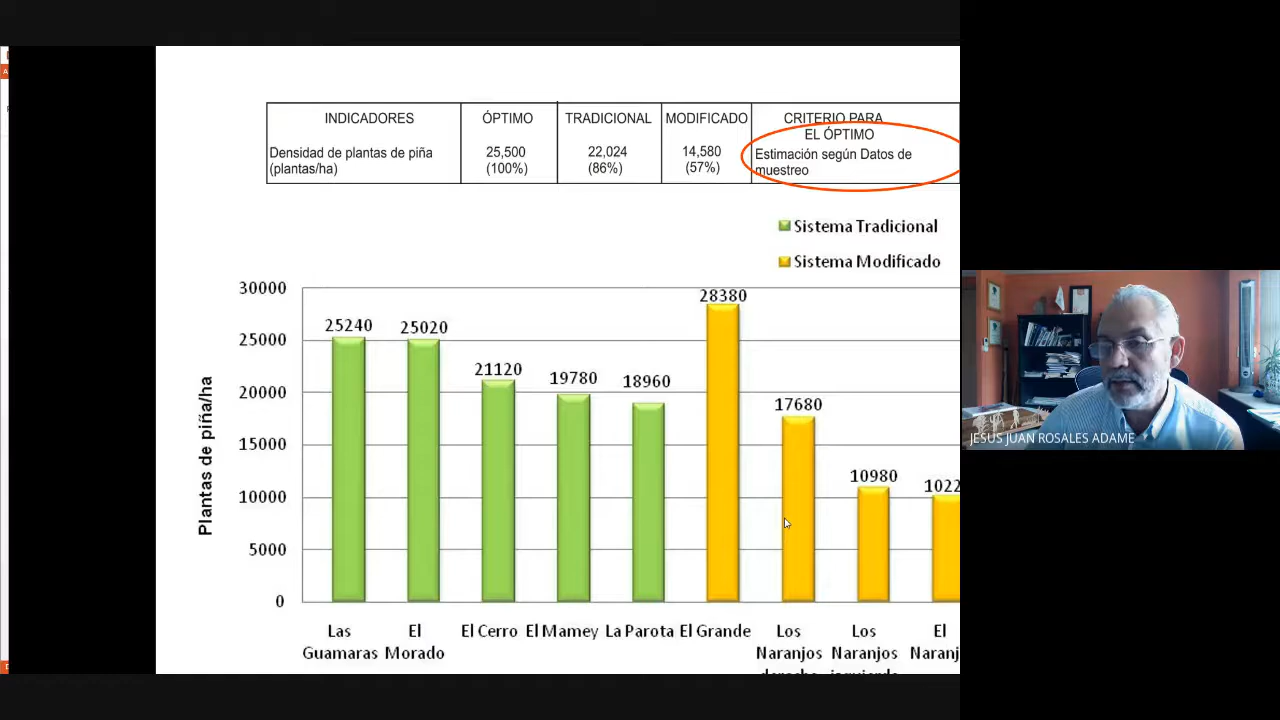 INDICADORES ÓPTIMO TRADICIONAL MODIFICADO CRITERIO PARA
EL ÓPTIMO
Densidad de plantas de piña 25,500 22,024 14,580 Estimación según Datos de
(plantas/ha) (100%) (86%) (57%) muestreo
Sistema Tradicional
Sistema Modificado
Plantas de piña/ha
30000
25000
20000
15000
10000
5000
0
25240
25020
21120
19780
18960
28380
17680
10980
1022
Las
Guamaras
El
Morado
El Cerro
El Mamey
La Parota
El Grande
Los
Naranjos
Los
Naranjos
El
Naranj
JESUS JUAN ROSALES ADAME